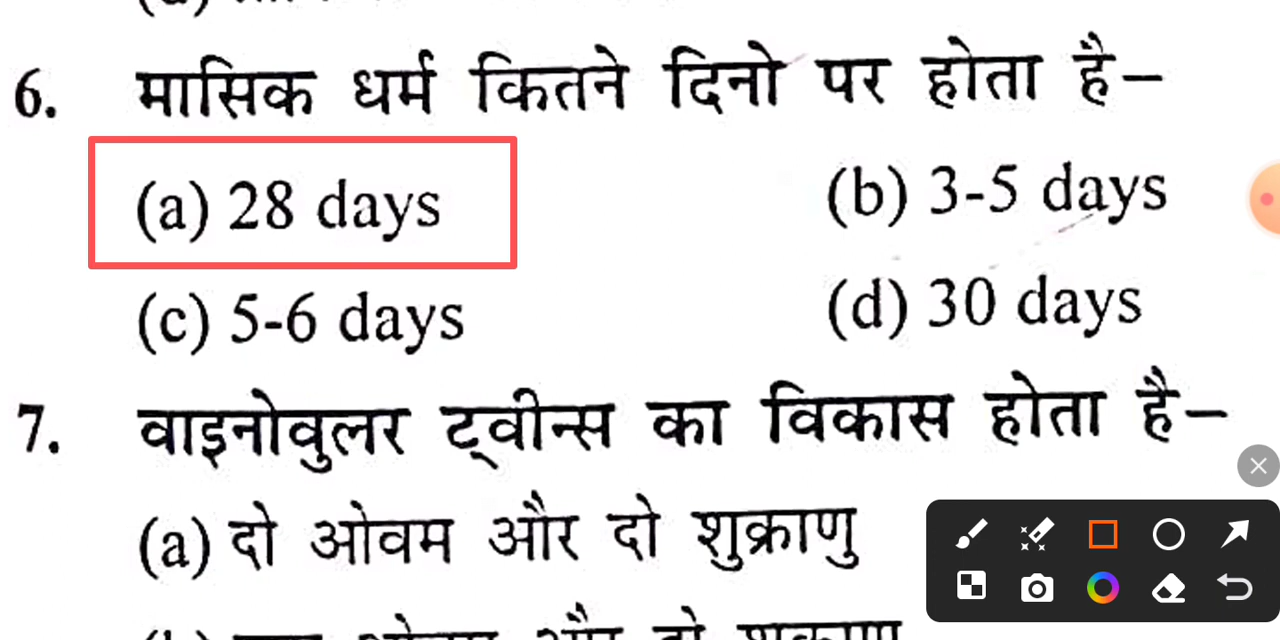 6. मासिक धर्म कितने दिनो पर होता है–
(a) 28 days (b) 3-5 days
(c) 5-6 days (d) 30 days
7. वाइनोवुलर ट्वीन्स का विकास होता है–
(a) दो ओवम और दो शुक्राणु